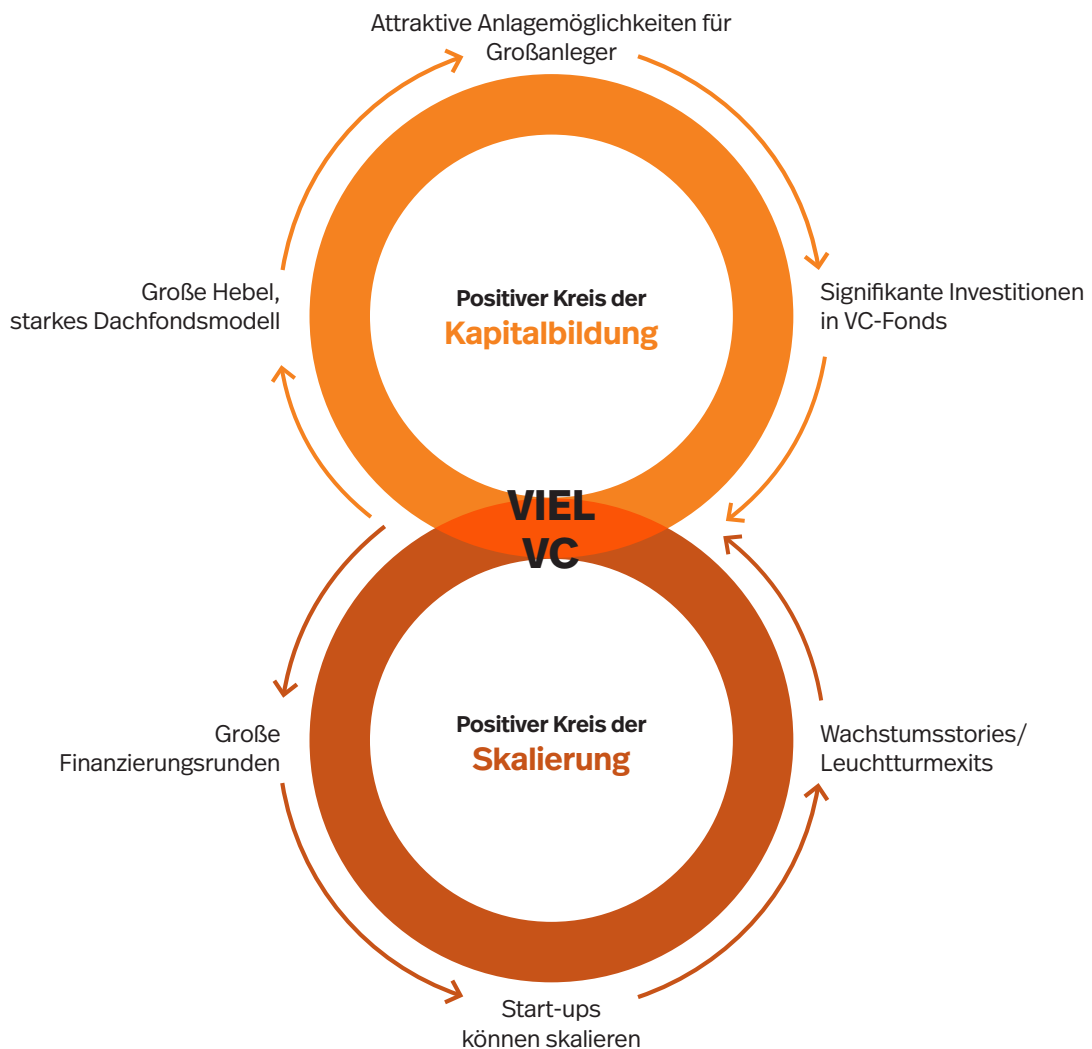 Attraktive Anlagemöglichkeiten für
Großanleger
Große Hebel,
starkes Dachfondsmodell
Positiver Kreis der
Kapitalbildung
Signifikante Investitionen
in VC-Fonds
VIEL
VC
Große
Finanzierungsrunden
Positiver Kreis der
Skalierung
Wachstumsstories/
Leuchtturmexits
Start-ups
können skalieren